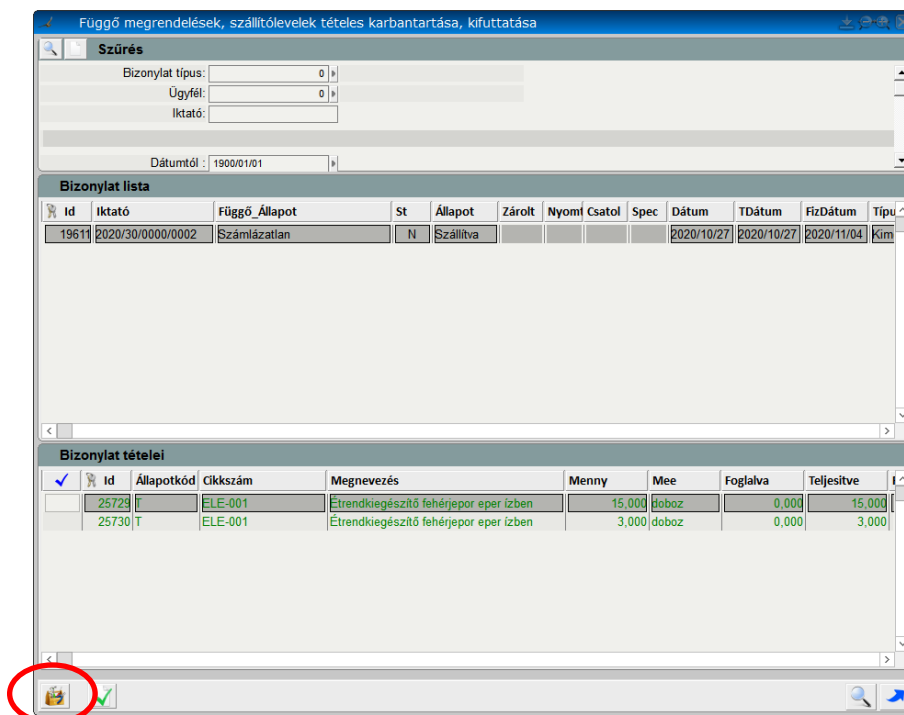 Függő megrendelések, szállítólevelek tételes karbantartása, kifuttatása
Szűrés
Bizonylat típus: 0
Ügyfél: 0
Iktató:
Dátumtól : 1900/01/01
Bizonylat lista
Id Iktató Függő_Állapot St Állapot Zárolt Nyomt Csatol Spec Dátum TDátum FizDátum Típu
19611 2020/30/0000/0002 Számlázatlan N Szállítva 2020/10/27 2020/10/27 2020/11/04 Kim
Bizonylat tételei
Id Állapotkód Cikkszám Megnevezés Menny Mee Foglalva Teljesitve
25729 T ELE-001 Étrendkiegészítő fehérjepor eper ízben 15,000 doboz 0,000 15,000
25730 T ELE-001 Étrendkiegészítő fehérjepor eper ízben 3,000 doboz 0,000 3,000